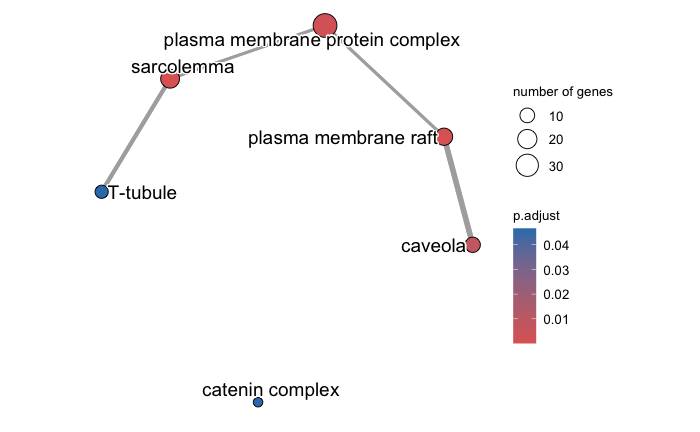 plasma membrane protein complex
sarcolemma
plasma membrane raft
T-tubule
caveola
catenin complex
number of genes
10
20
30
p.adjust
0.04
0.03
0.02
0.01